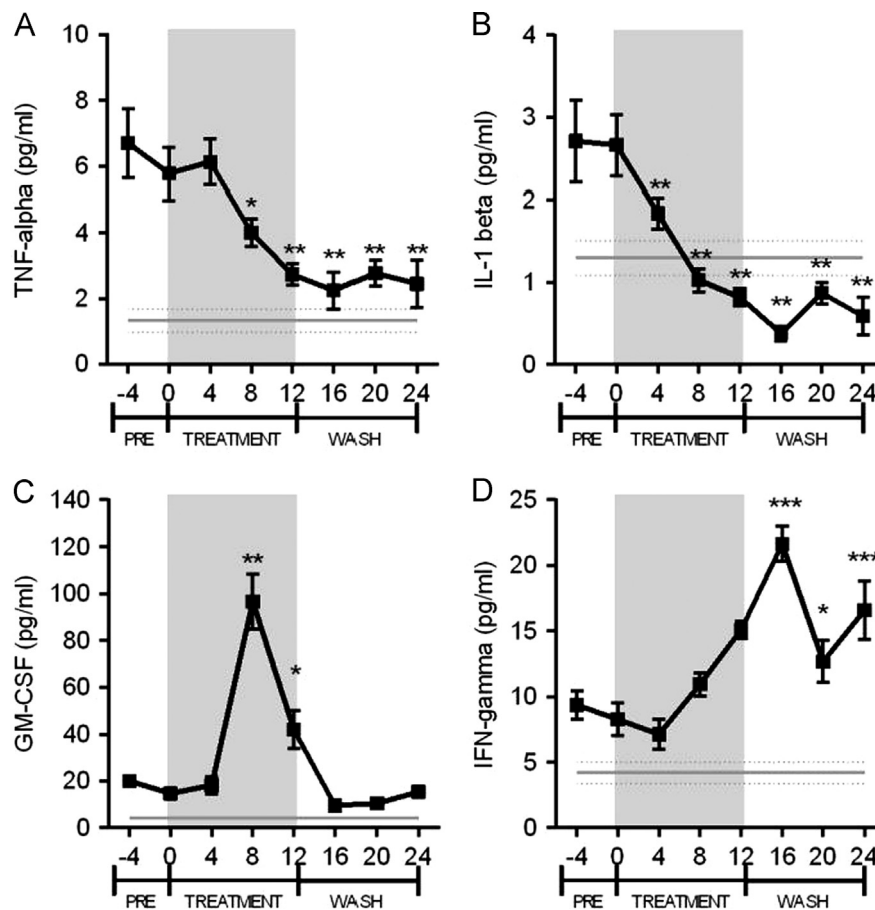 A
TNF-alpha (pg/ml)
10
8
6
4
2
0
*
**
**
**
**
-4 0 4 8 12 16 20 24
PRE TREATMENT WASH
B
IL-1 beta (pg/ml)
4
3
2
1
0
**
**
**
**
**
**
-4 0 4 8 12 16 20 24
PRE TREATMENT WASH
C
GM-CSF (pg/ml)
140
120
100
80
60
40
20
0
**
*
-4 0 4 8 12 16 20 24
PRE TREATMENT WASH
D
IFN-gamma (pg/ml)
25
20
15
10
5
0
***
*
***
-4 0 4 8 12 16 20 24
PRE TREATMENT WASH